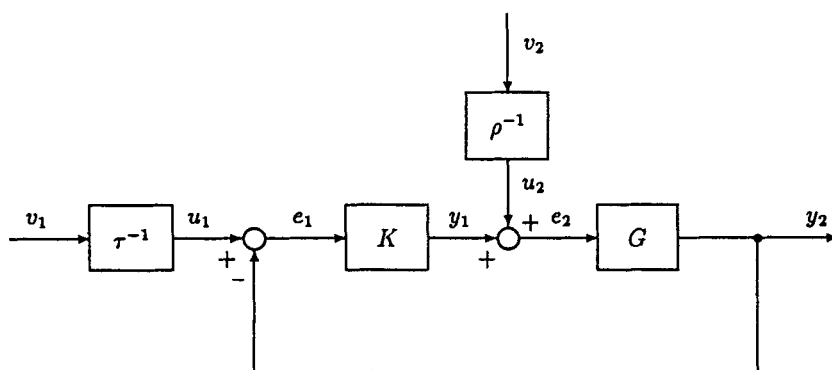 v₂
ρ⁻¹
u₂
v₁
τ⁻¹
u₁
+
−
e₁
K
y₁
+
+
e₂
G
y₂